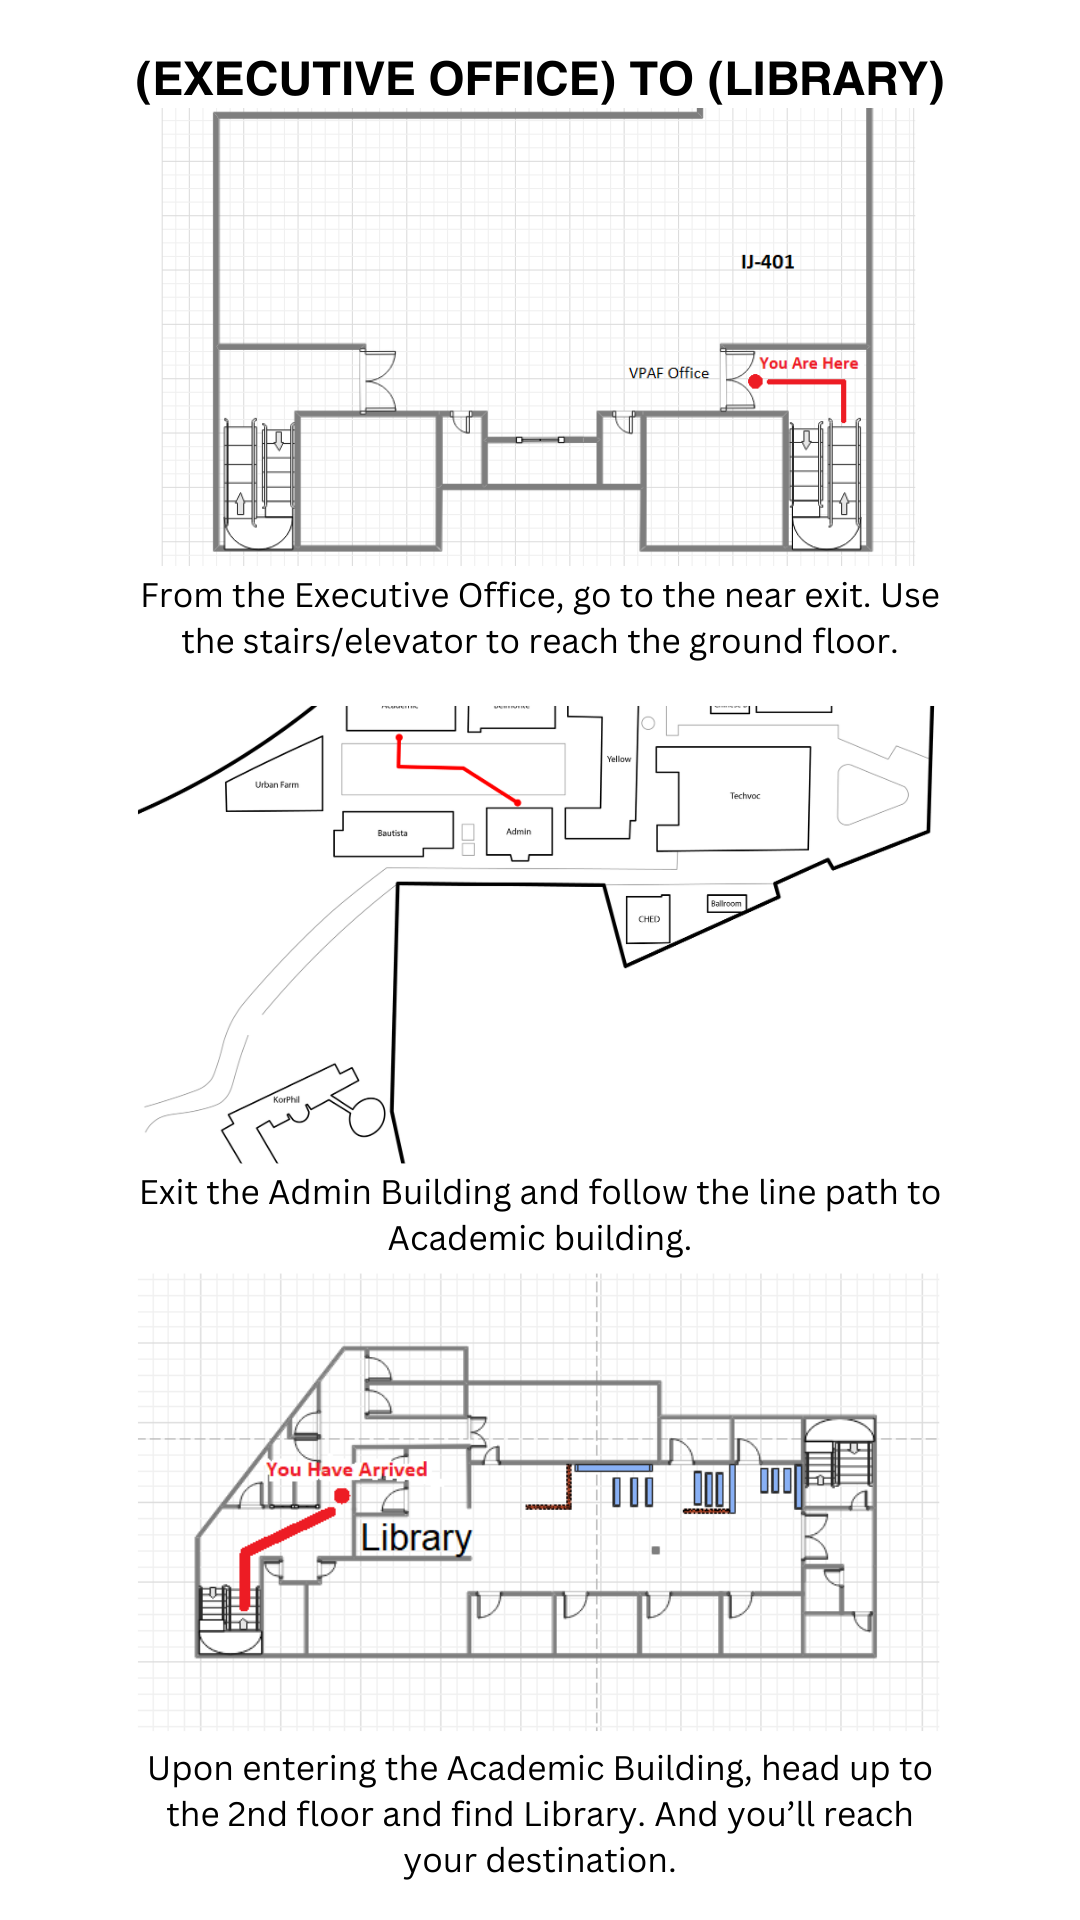 (EXECUTIVE OFFICE) TO (LIBRARY)
IJ-401
You Are Here
VPAF Office
From the Executive Office, go to the near exit. Use
the stairs/elevator to reach the ground floor.
Academic
Belmonte
Yellow
Urban Farm
Techvoc
Bautista
Admin
Ballroom
CHED
KorPhil
Exit the Admin Building and follow the line path to
Academic building.
You Have Arrived
Library
Upon entering the Academic Building, head up to
the 2nd floor and find Library. And you’ll reach
your destination.